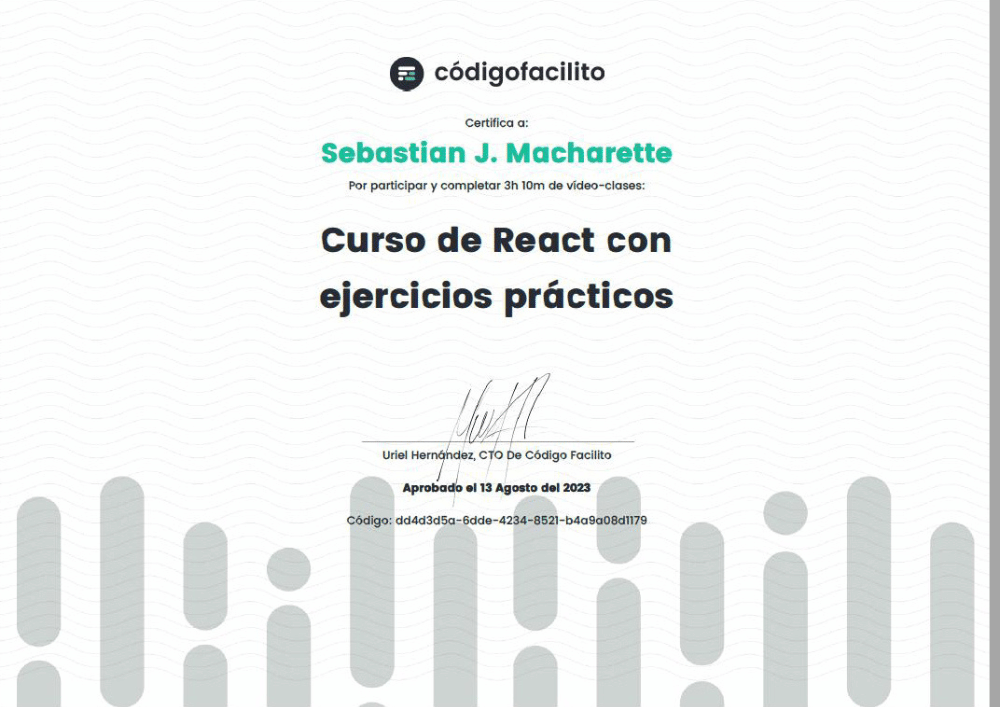 códigofacilito
Certifica a:
Sebastian J. Macharette
Por participar y completar 3h 10m de vídeo-clases:
Curso de React con
ejercicios prácticos
Uriel Hernández, CTO De Código Facilito
Aprobado el 13 Agosto del 2023
Código: dd4d3d5a-6dde-4234-8521-b4a9a08d1179